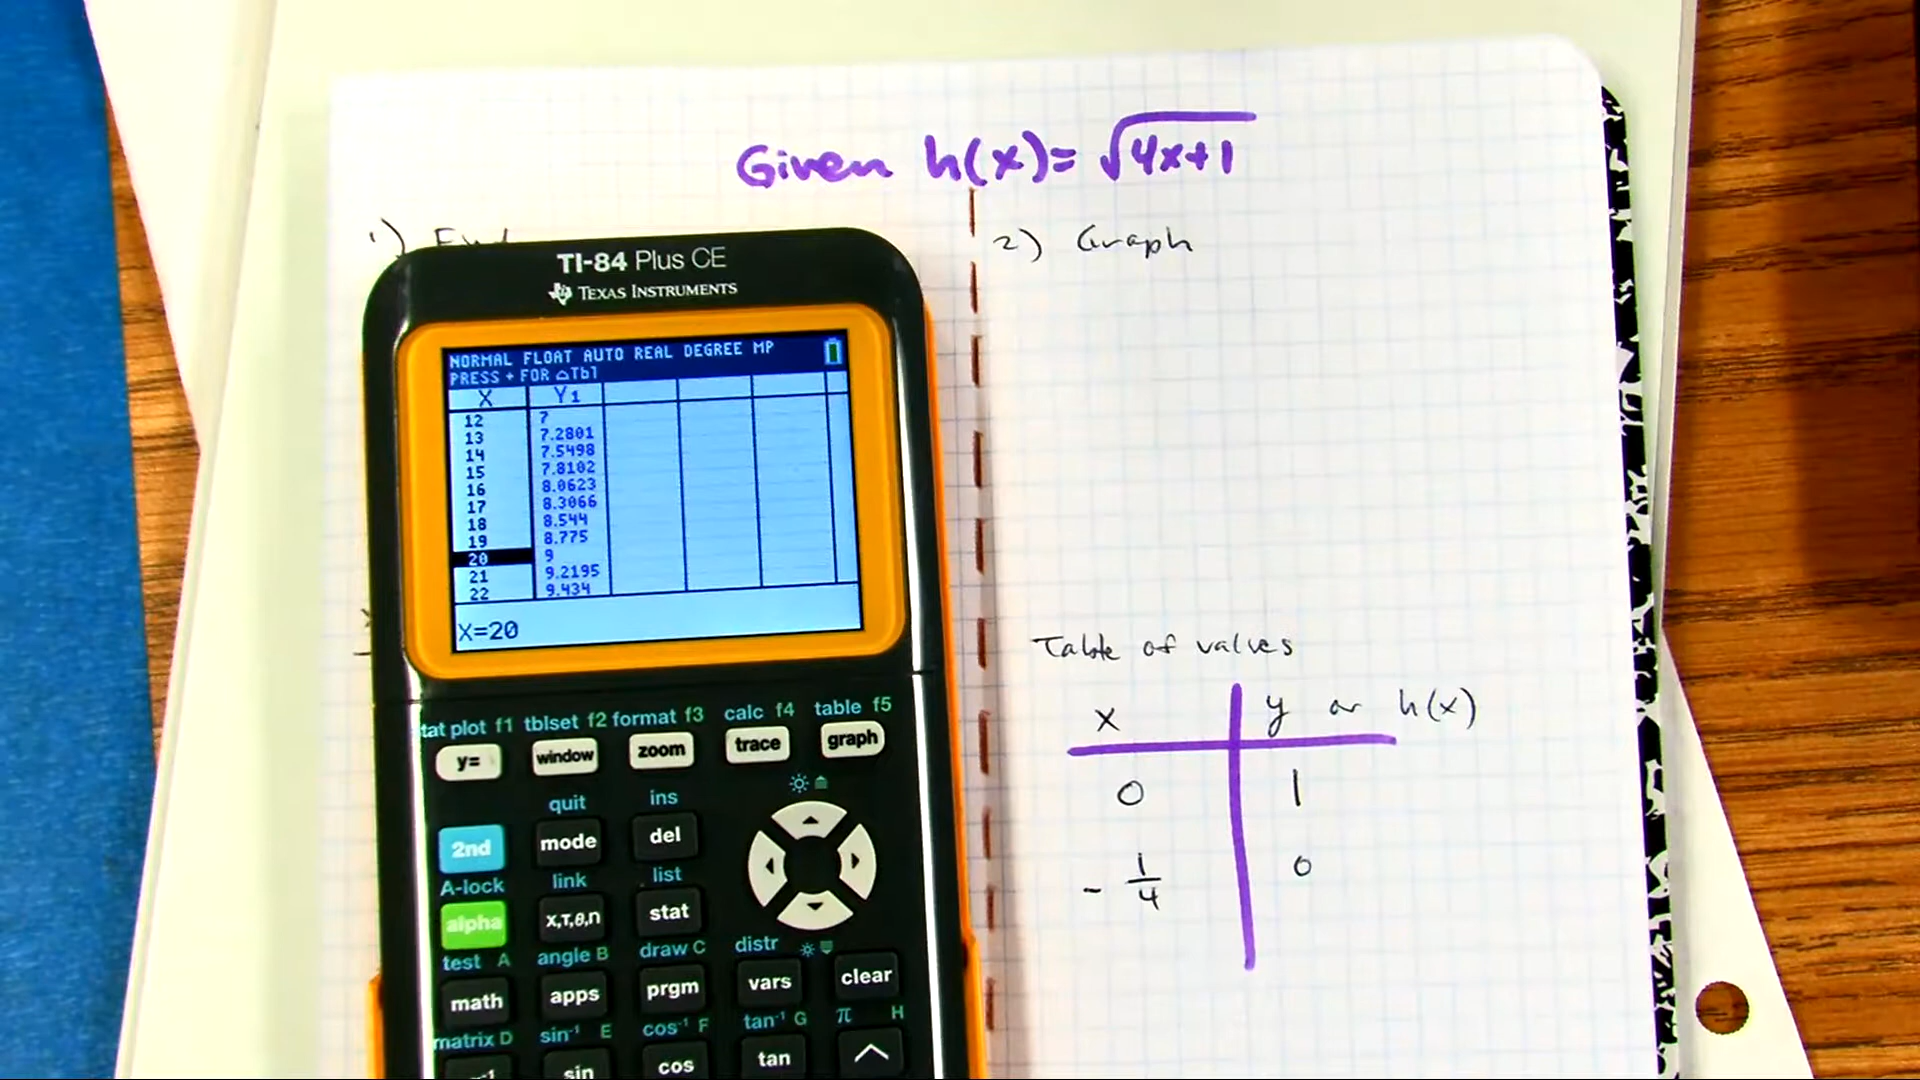 Given h(x)= √4x+1
1) Find
2) Graph
TI-84 Plus CE
TEXAS INSTRUMENTS
NORMAL FLOAT AUTO REAL DEGREE MP
PRESS + FOR △Tbl
X Y₁
12 7
13 7.2801
14 7.5498
15 7.8102
16 8.0623
17 8.3066
18 8.544
19 8.775
20 9
21 9.2195
22 9.434
X=20
Table of values
x y or h(x)
0 1
- 1/4 0
tat plot f1 tblset f2 format f3 calc f4 table f5
y= window zoom trace graph
quit ins
2nd mode del
A-lock link list
alpha X,T,θ,n stat
test A angle B draw C distr
math apps prgm vars clear
matrix D sin⁻¹ E cos⁻¹ F tan⁻¹ G π H
sin cos tan ^